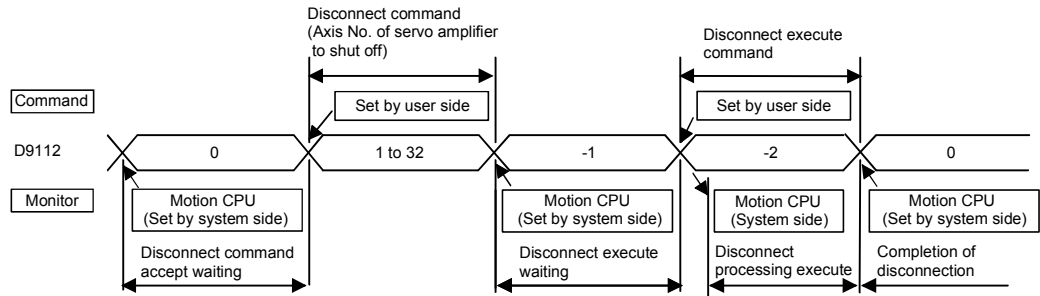 Disconnect command
(Axis No. of servo amplifier
to shut off)
Disconnect execute
command
Command
Set by user side
Set by user side
D9112
0
1 to 32
-1
-2
0
Monitor
Motion CPU
(Set by system side)
Motion CPU
(Set by system side)
Motion CPU
(System side)
Motion CPU
(Set by system side)
Disconnect command
accept waiting
Disconnect execute
waiting
Disconnect
processing execute
Completion of
disconnection